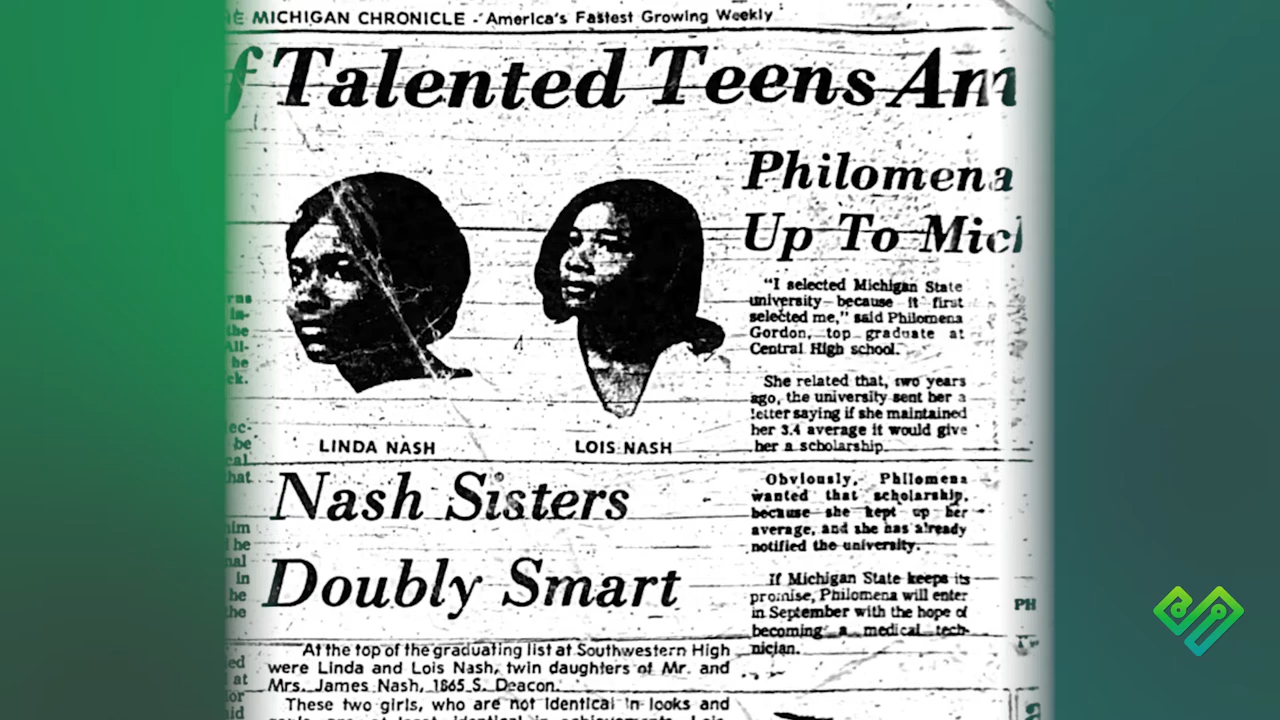 E MICHIGAN CHRONICLE - America's Fastest Growing Weekly
f Talented Teens Am
LINDA NASH
LOIS NASH
Nash Sisters
Doubly Smart
At the top of the graduating list at Southwestern High
were Linda and Lois Nash, twin daughters of Mr. and
Mrs. James Nash, 1865 S. Deacon.
These two girls, who are not identical in looks and
Philomena
Up To Mich
"I selected Michigan State
university because it first
selected me," said Philomena
Gordon, top graduate at
Central High school.
She related that, two years
ago, the university sent her a
letter saying if she maintained
her 3.4 average it would give
her a scholarship.
Obviously, Philomena
wanted that scholarship,
because she kept up her
average, and she has already
notified the university.
If Michigan State keeps its
promise, Philomena will enter
in September with the hope of
becoming a medical tech-
nician.
PH